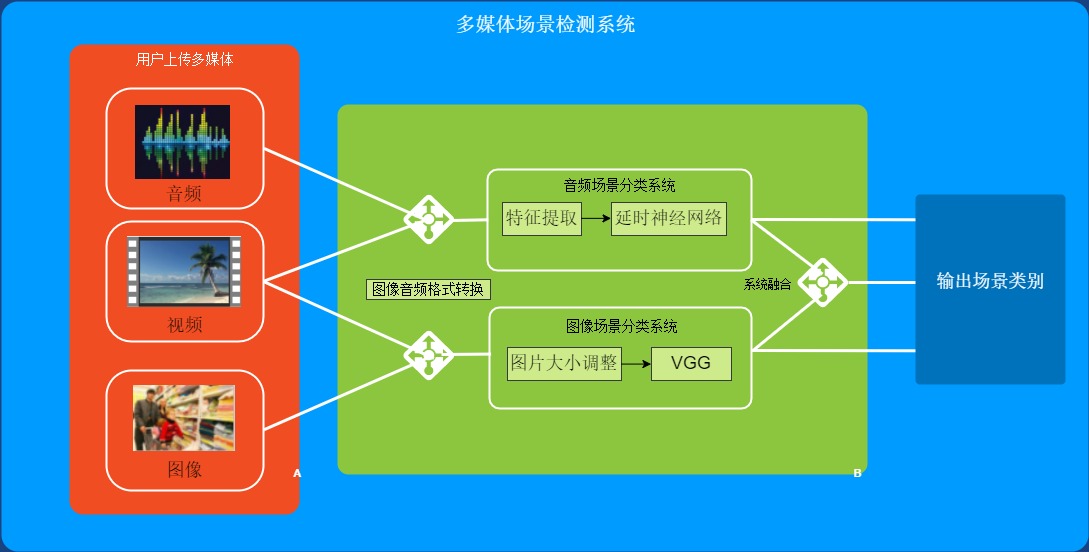 多媒体场景检测系统
用户上传多媒体
音频
视频
图像
A
图像音频格式转换
音频场景分类系统
特征提取
延时神经网络
图像场景分类系统
图片大小调整
VGG
系统融合
B
输出场景类别